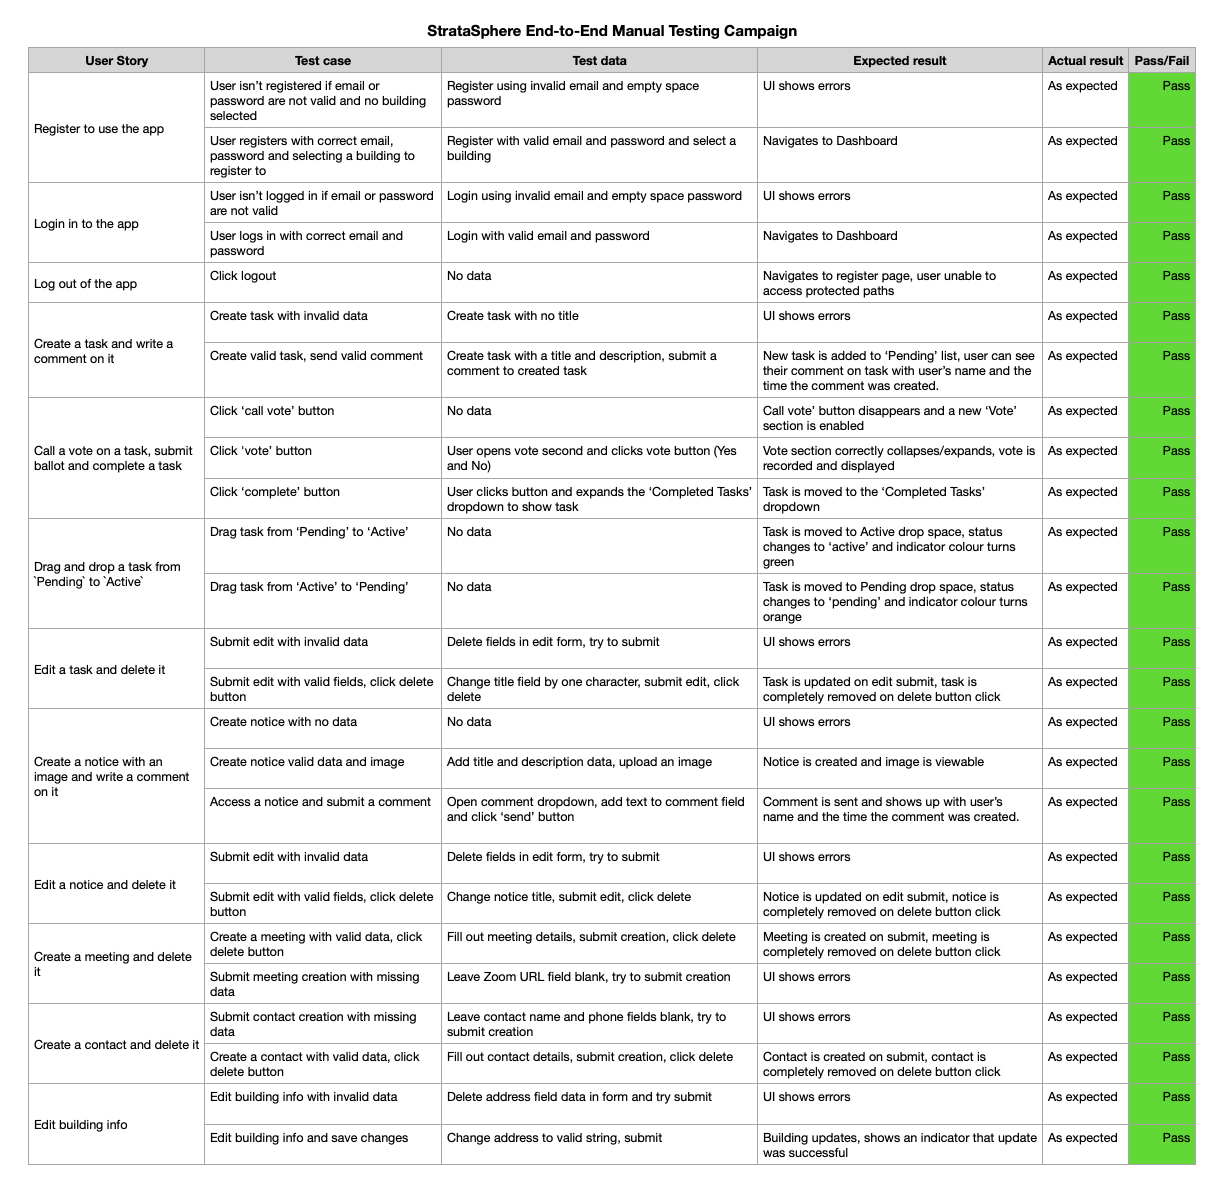 StrataSphere End-to-End Manual Testing Campaign
User Story Test case Test data Expected result Actual result Pass/Fail
Register to use the app
User isn’t registered if email or
password are not valid and no building
selected
Register using invalid email and empty space
password
UI shows errors
As expected
Pass
User registers with correct email,
password and selecting a building to
register to
Register with valid email and password and select a
building
Navigates to Dashboard
As expected
Pass
Login in to the app
User isn’t logged in if email or password
are not valid
Login using invalid email and empty space password
UI shows errors
As expected
Pass
User logs in with correct email and
password
Login with valid email and password
Navigates to Dashboard
As expected
Pass
Log out of the app
Click logout
No data
Navigates to register page, user unable to
access protected paths
As expected
Pass
Create a task and write a
comment on it
Create task with invalid data
Create task with no title
UI shows errors
As expected
Pass
Create valid task, send valid comment
Create task with a title and description, submit a
comment to created task
New task is added to ‘Pending’ list, user can see
their comment on task with user’s name and the
time the comment was created.
As expected
Pass
Call a vote on a task, submit
ballot and complete a task
Click ‘call vote’ button
No data
Call vote’ button disappears and a new ‘Vote’
section is enabled
As expected
Pass
Click ‘vote’ button
User opens vote second and clicks vote button (Yes
and No)
Vote section correctly collapses/expands, vote is
recorded and displayed
As expected
Pass
Click ‘complete’ button
User clicks button and expands the ‘Completed Tasks’
dropdown to show task
Task is moved to the ‘Completed Tasks’
dropdown
As expected
Pass
Drag and drop a task from
`Pending` to `Active`
Drag task from ‘Pending’ to ‘Active’
No data
Task is moved to Active drop space, status
changes to ‘active’ and indicator colour turns
green
As expected
Pass
Drag task from ‘Active’ to ‘Pending’
No data
Task is moved to Pending drop space, status
changes to ‘pending’ and indicator colour turns
orange
As expected
Pass
Edit a task and delete it
Submit edit with invalid data
Delete fields in edit form, try to submit
UI shows errors
As expected
Pass
Submit edit with valid fields, click delete
button
Change title field by one character, submit edit, click
delete
Task is updated on edit submit, task is
completely removed on delete button click
As expected
Pass
Create a notice with an
image and write a comment
on it
Create notice with no data
No data
UI shows errors
As expected
Pass
Create notice valid data and image
Add title and description data, upload an image
Notice is created and image is viewable
As expected
Pass
Access a notice and submit a comment
Open comment dropdown, add text to comment field
and click ‘send’ button
Comment is sent and shows up with user’s
name and the time the comment was created.
As expected
Pass
Edit a notice and delete it
Submit edit with invalid data
Delete fields in edit form, try to submit
UI shows errors
As expected
Pass
Submit edit with valid fields, click delete
button
Change notice title, submit edit, click delete
Notice is updated on edit submit, notice is
completely removed on delete button click
As expected
Pass
Create a meeting and delete
it
Create a meeting with valid data, click
delete button
Fill out meeting details, submit creation, click delete
Meeting is created on submit, meeting is
completely removed on delete button click
As expected
Pass
Submit meeting creation with missing
data
Leave Zoom URL field blank, try to submit creation
UI shows errors
As expected
Pass
Create a contact and delete it
Submit contact creation with missing
data
Leave contact name and phone fields blank, try to
submit creation
UI shows errors
As expected
Pass
Create a contact with valid data, click
delete button
Fill out contact details, submit creation, click delete
Contact is created on submit, contact is
completely removed on delete button click
As expected
Pass
Edit building info
Edit building info with invalid data
Delete address field data in form and try submit
UI shows errors
As expected
Pass
Edit building info and save changes
Change address to valid string, submit
Building updates, shows an indicator that update
was successful
As expected
Pass